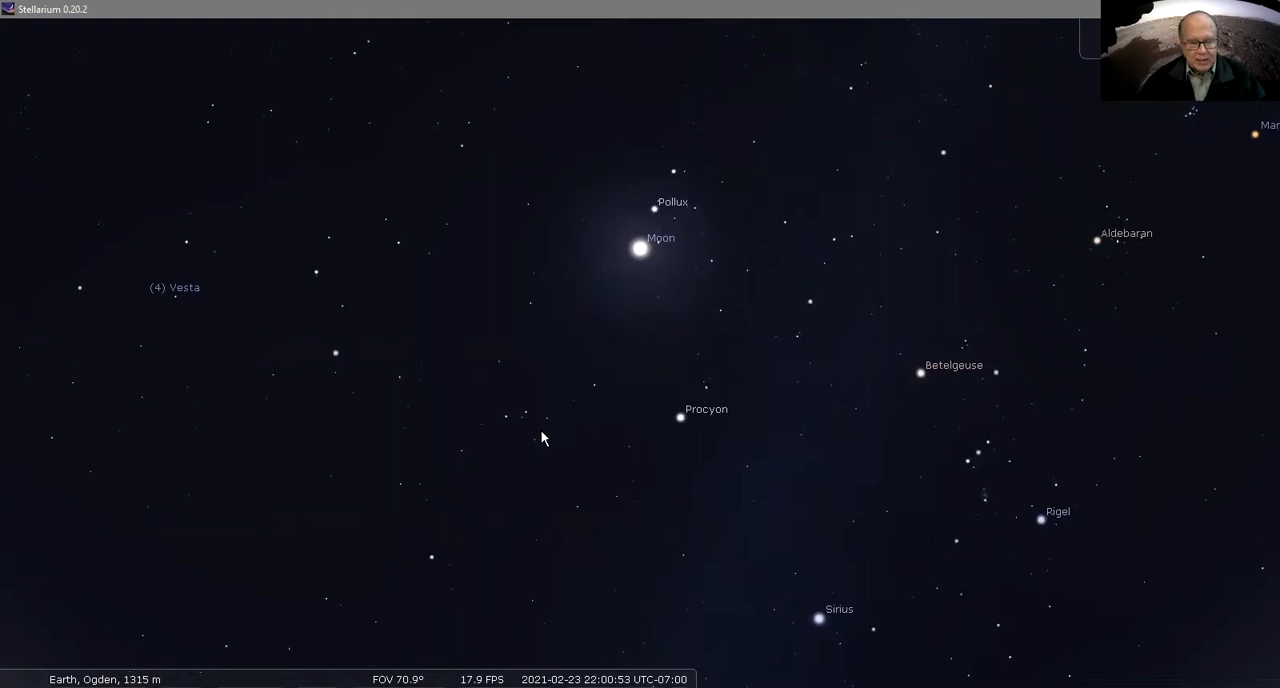 Stellarium 0.20.2
Mar
Pollux
Moon
Aldebaran
(4) Vesta
Betelgeuse
Procyon
Rigel
Sirius
Earth, Ogden, 1315 m FOV 70.9° 17.9 FPS 2021-02-23 22:00:53 UTC-07:00